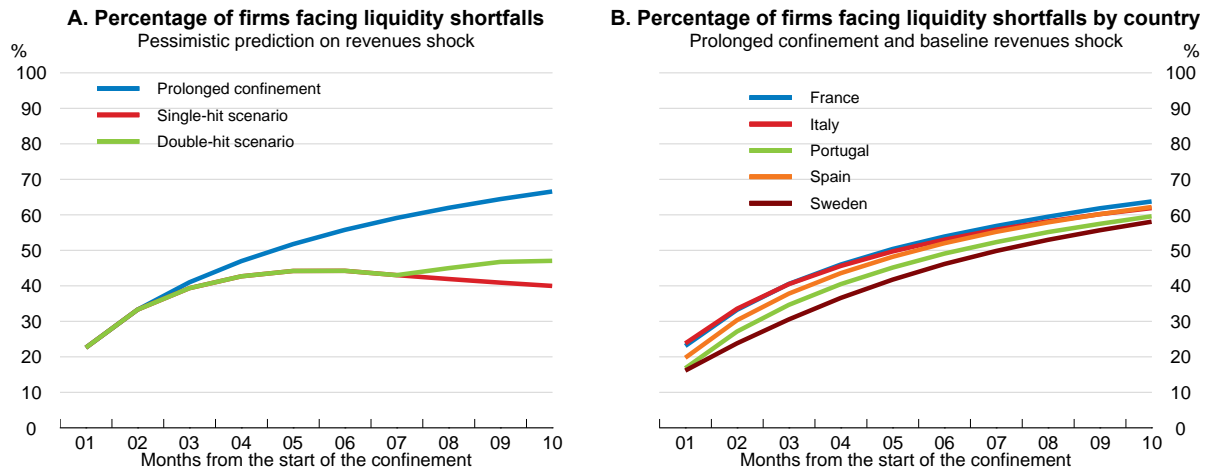 A. Percentage of firms facing liquidity shortfalls
Pessimistic prediction on revenues shock
%
100
90
80
70
60
50
40
30
20
10
0
Prolonged confinement
Single-hit scenario
Double-hit scenario
01 02 03 04 05 06 07 08 09 10
Months from the start of the confinement
B. Percentage of firms facing liquidity shortfalls by country
Prolonged confinement and baseline revenues shock
%
100
90
80
70
60
50
40
30
20
10
0
France
Italy
Portugal
Spain
Sweden
01 02 03 04 05 06 07 08 09 10
Months from the start of the confinement